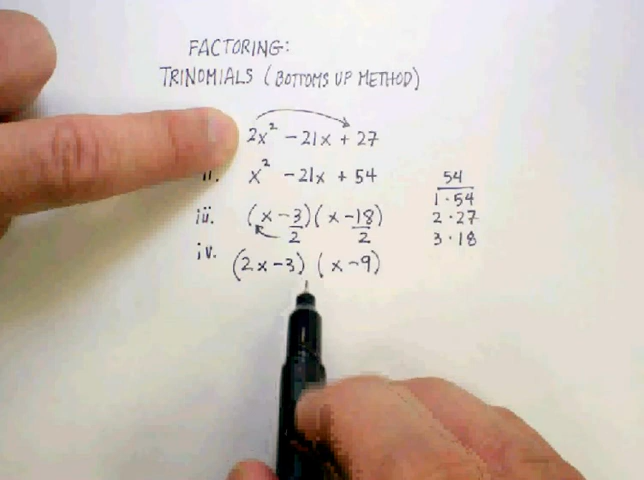 FACTORING:
TRINOMIALS (BOTTOMS UP METHOD)
2x² - 21x + 27
ii. x² - 21x + 54
iii. (x - 3/2)(x - 18/2)
iv. (2x - 3) (x - 9)
54
1 · 54
2 · 27
3 · 18